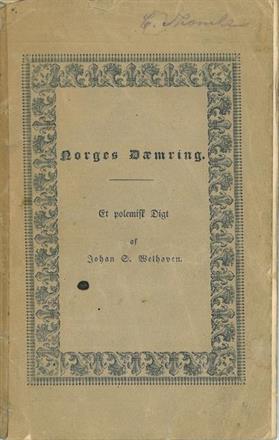 Norges Dæmring.
Et polemisk Digt
af
Johan S. Welhaven.